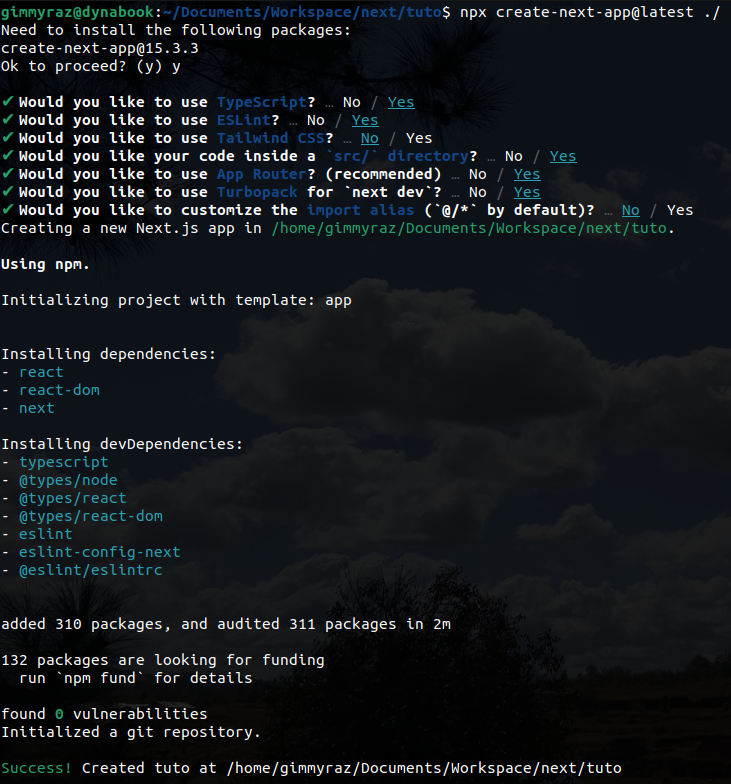 gimmyraz@dynabook:~/Documents/Workspace/next/tuto$ npx create-next-app@latest ./
Need to install the following packages:
create-next-app@15.3.3
Ok to proceed? (y) y
✔ Would you like to use TypeScript? … No / Yes
✔ Would you like to use ESLint? … No / Yes
✔ Would you like to use Tailwind CSS? … No / Yes
✔ Would you like your code inside a `src/` directory? … No / Yes
✔ Would you like to use App Router? (recommended) … No / Yes
✔ Would you like to use Turbopack for `next dev`? … No / Yes
✔ Would you like to customize the import alias (`@/*` by default)? … No / Yes
Creating a new Next.js app in /home/gimmyraz/Documents/Workspace/next/tuto.
Using npm.
Initializing project with template: app
Installing dependencies:
- react
- react-dom
- next
Installing devDependencies:
- typescript
- @types/node
- @types/react
- @types/react-dom
- eslint
- eslint-config-next
- @eslint/eslintrc
added 310 packages, and audited 311 packages in 2m
132 packages are looking for funding
  run `npm fund` for details
found 0 vulnerabilities
Initialized a git repository.
Success! Created tuto at /home/gimmyraz/Documents/Workspace/next/tuto